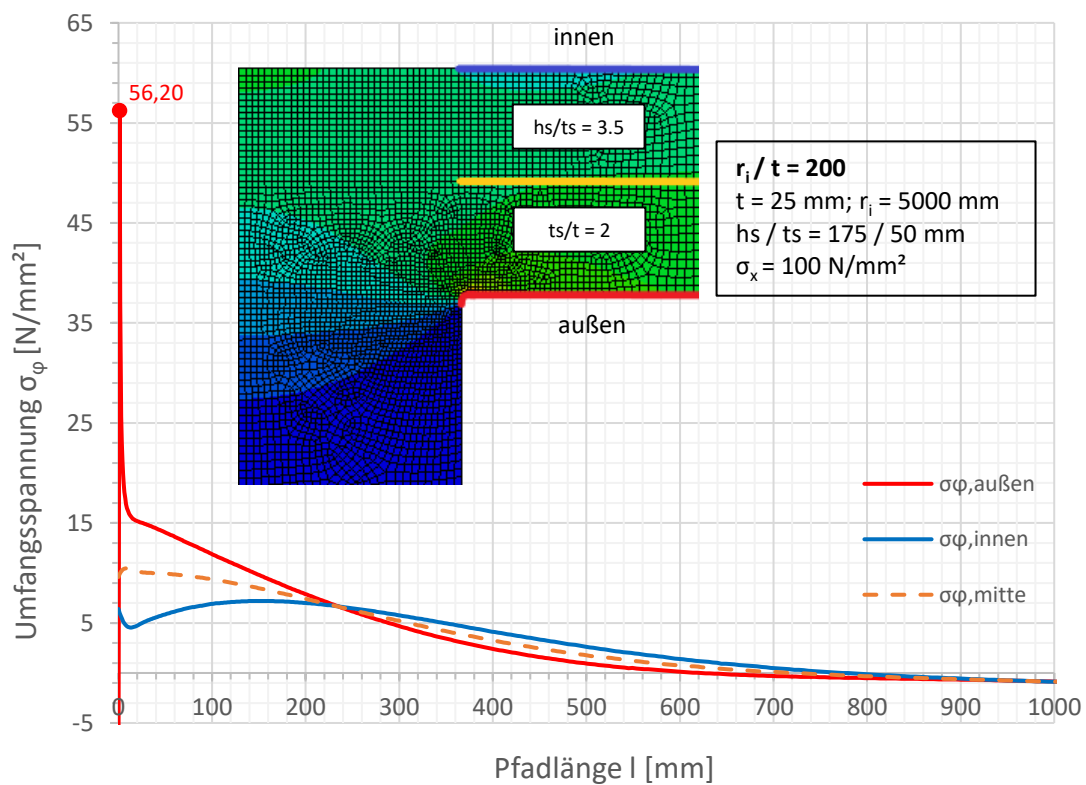 65
55
45
35
25
15
5
-5
Umfangsspannung σφ [N/mm²]
56,20
innen
hs/ts = 3.5
ts/t = 2
außen
ri / t = 200
t = 25 mm; ri = 5000 mm
hs / ts = 175 / 50 mm
σx = 100 N/mm²
σφ,außen
σφ,innen
σφ,mitte
0 100 200 300 400 500 600 700 800 900 1000
Pfadlänge l [mm]